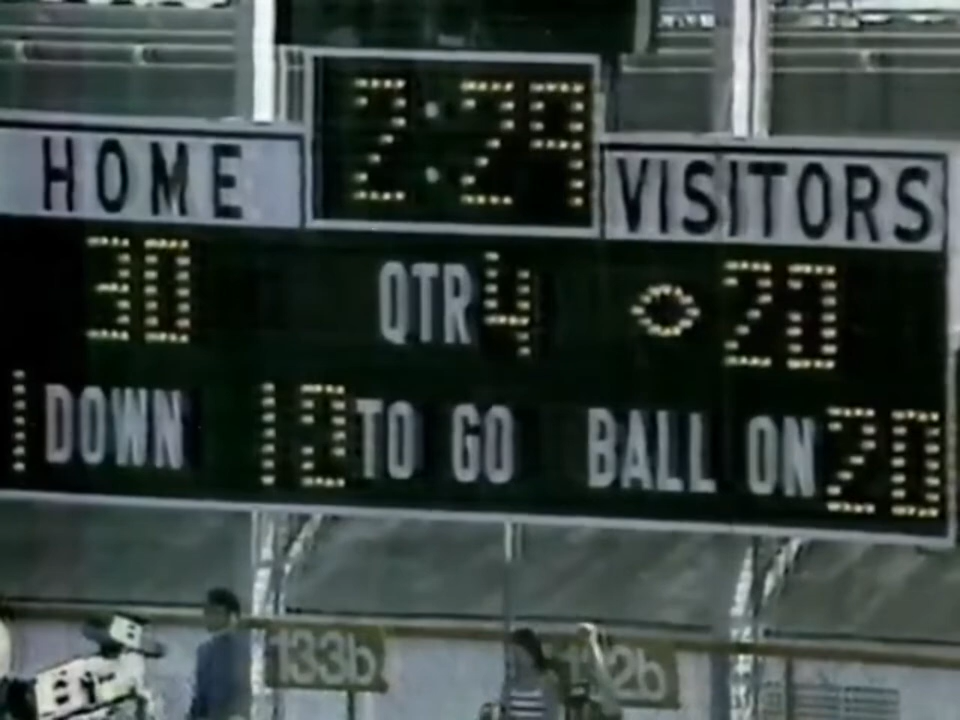 2:29
HOME VISITORS
30 QTR 4 20
1 DOWN 10 TO GO BALL ON 20
133b 132b